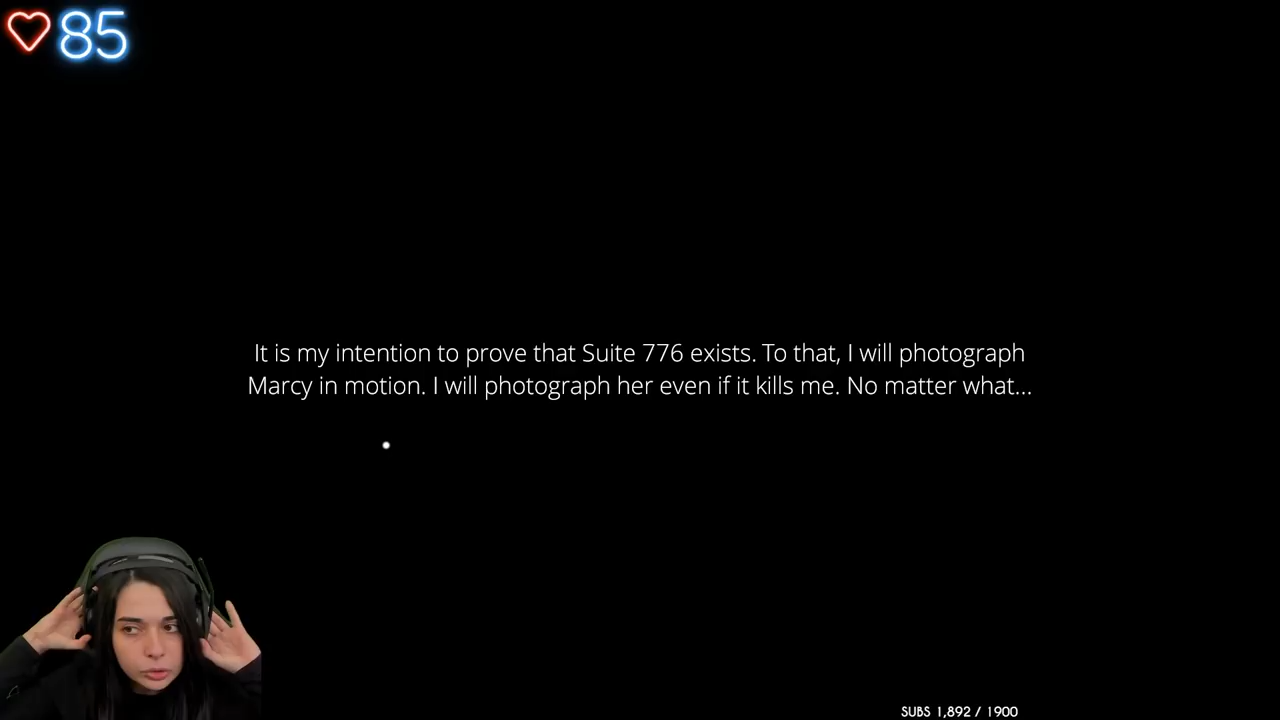 85
It is my intention to prove that Suite 776 exists. To that, I will photograph
Marcy in motion. I will photograph her even if it kills me. No matter what...
SUBS 1,892 / 1900